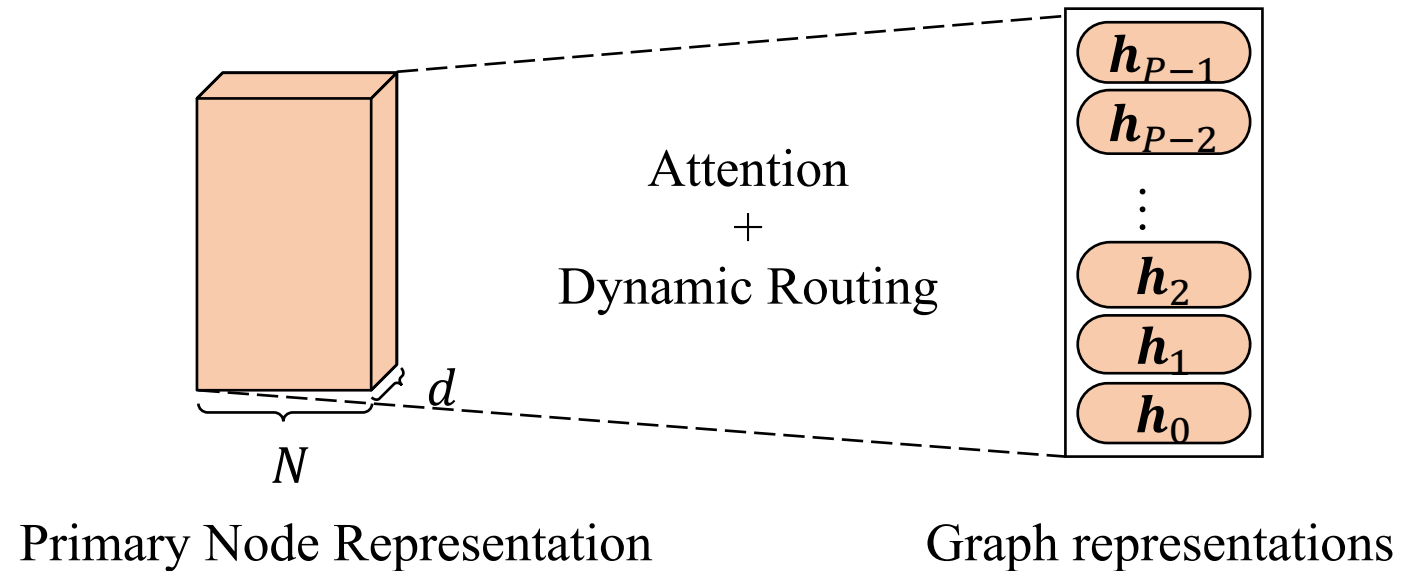 h_{P−1}
h_{P−2}
⋮
Attention
+
Dynamic Routing
h_2
h_1
h_0
d
N
Primary Node Representation
Graph representations